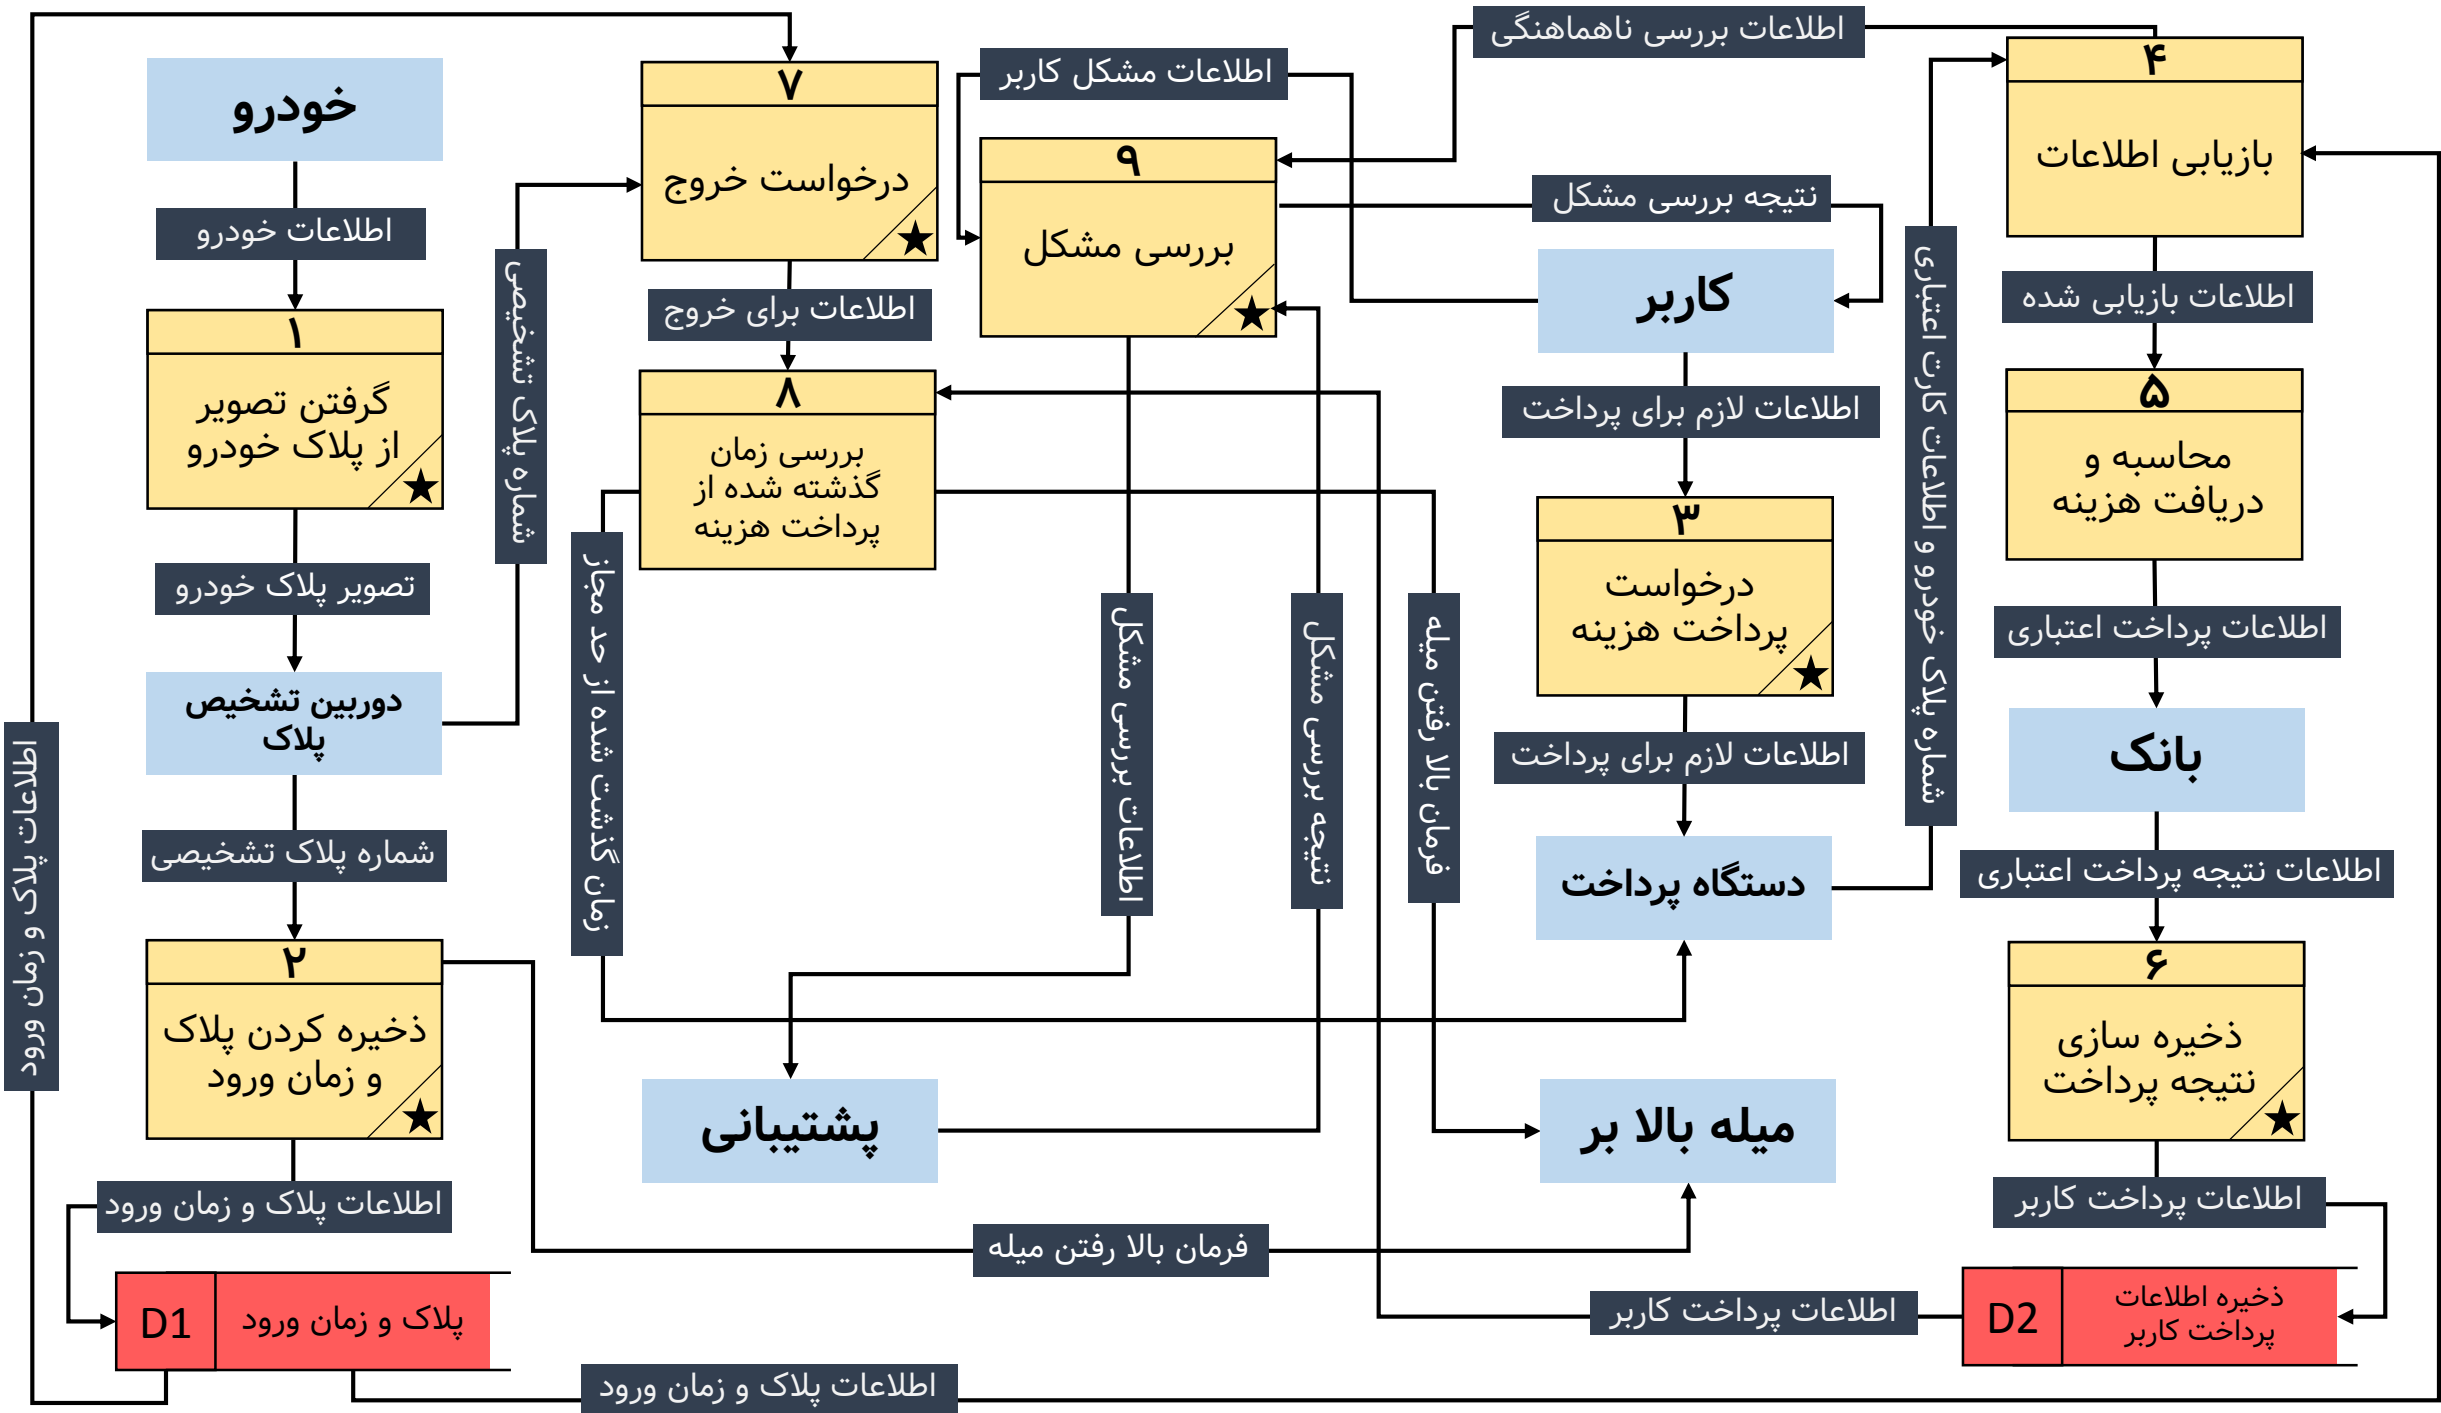 اطلاعات بررسی ناهماهنگی
۴
بازیابی اطلاعات
اطلاعات مشکل کاربر
۷
درخواست خروج
خودرو
اطلاعات خودرو
۹
بررسی مشکل
نتیجه بررسی مشکل
کاربر
شماره پلاک خودرو و اطلاعات کارت اعتباری
اطلاعات بازیابی شده
شماره پلاک تشخیصی
اطلاعات برای خروج
۱
گرفتن تصویر
از پلاک خودرو
۸
بررسی زمان
گذشته شده از
پرداخت هزینه
اطلاعات لازم برای پرداخت
۵
محاسبه و
دریافت هزینه
۳
درخواست
پرداخت هزینه
تصویر پلاک خودرو
زمان گذشت شده از حد مجاز
اطلاعات بررسی مشکل
نتیجه بررسی مشکل
فرمان بالا رفتن میله
اطلاعات پرداخت اعتباری
دوربین تشخیص
پلاک
اطلاعات لازم برای پرداخت
بانک
اطلاعات پلاک و زمان ورود
شماره پلاک تشخیصی
دستگاه پرداخت
اطلاعات نتیجه پرداخت اعتباری
۲
ذخیره کردن پلاک
و زمان ورود
۶
ذخیره سازی
نتیجه پرداخت
پشتیبانی
میله بالا بر
اطلاعات پلاک و زمان ورود
اطلاعات پرداخت کاربر
فرمان بالا رفتن میله
D1
پلاک و زمان ورود
اطلاعات پرداخت کاربر
D2
ذخیره اطلاعات
پرداخت کاربر
اطلاعات پلاک و زمان ورود